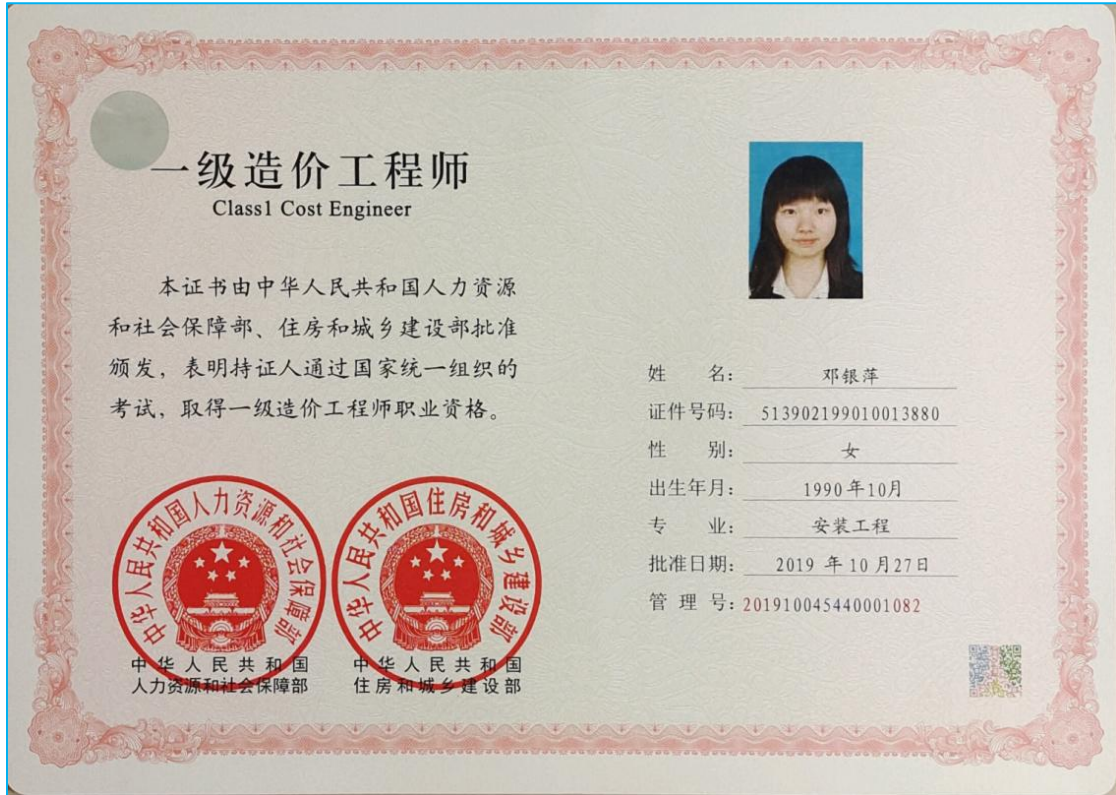 一级造价工程师
Class1 Cost Engineer
本证书由中华人民共和国人力资源
和社会保障部、住房和城乡建设部批准
颁发，表明持证人通过国家统一组织的
考试，取得一级造价工程师职业资格。
中华人民共和国人力资源和社会保障部
中华人民共和国住房和城乡建设部
中华人民共和国
人力资源和社会保障部
中华人民共和国
住房和城乡建设部
姓 名：邓银萍
证件号码：513902199010013880
性 别：女
出生年月：1990年10月
专 业：安装工程
批准日期：2019 年 10 月27日
管 理 号：201910045440001082